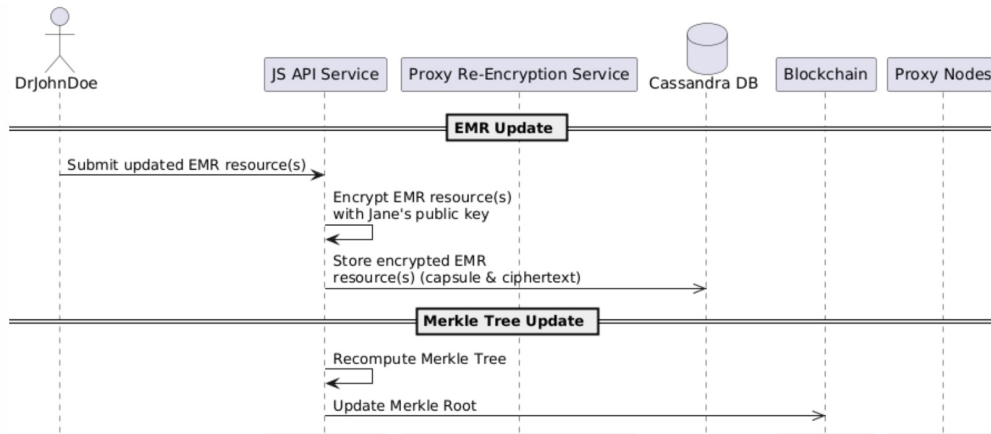 DrJohnDoe
JS API Service
Proxy Re-Encryption Service
Cassandra DB
Blockchain
Proxy Nodes
EMR Update
Submit updated EMR resource(s)
Encrypt EMR resource(s)
with Jane's public key
Store encrypted EMR
resource(s) (capsule & ciphertext)
Merkle Tree Update
Recompute Merkle Tree
Update Merkle Root